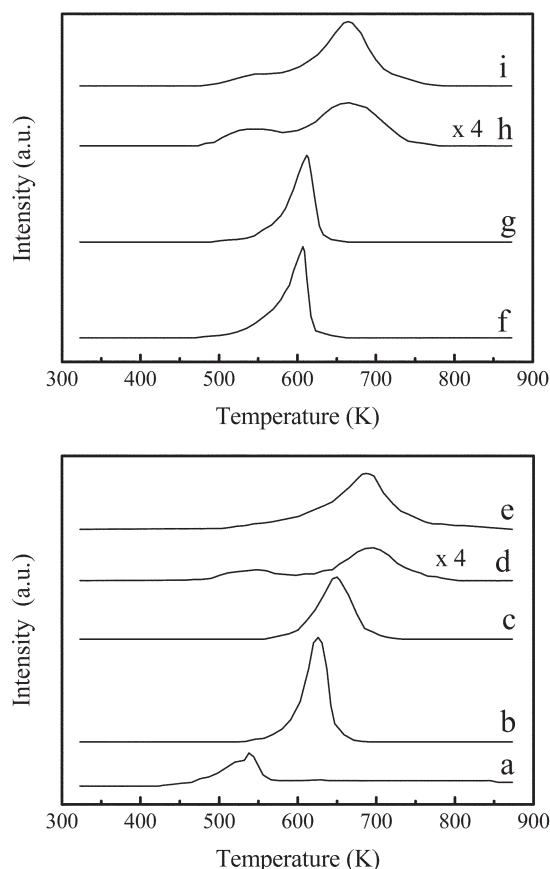 i
x 4 h
g
f
Intensity (a.u.)
300 400 500 600 700 800 900
Temperature (K)
e
x 4
d
c
b
a
Intensity (a.u.)
300 400 500 600 700 800 900
Temperature (K)